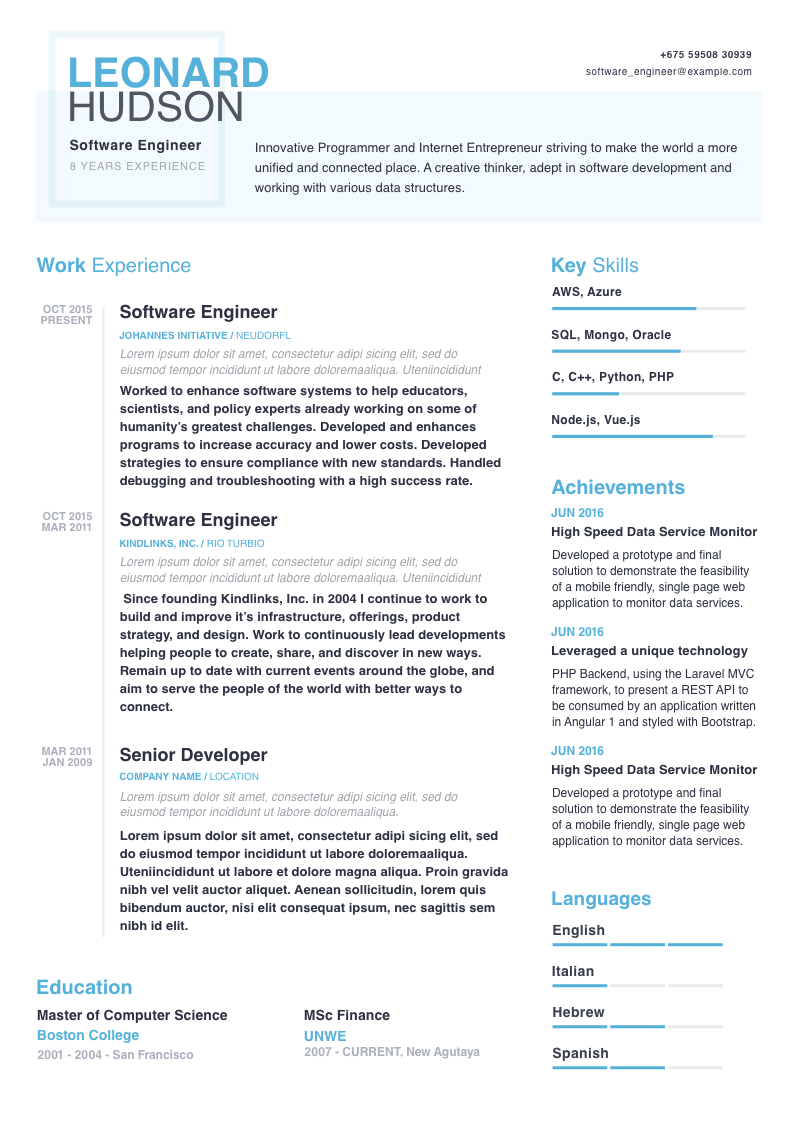 LEONARD
HUDSON
Software Engineer
8 YEARS EXPERIENCE
+675 59508 30939
software_engineer@example.com
Innovative Programmer and Internet Entrepreneur striving to make the world a more
unified and connected place. A creative thinker, adept in software development and
working with various data structures.
Work Experience
OCT 2015
PRESENT
Software Engineer
JOHANNES INITIATIVE / NEUDORFL
Lorem ipsum dolor sit amet, consectetur adipi sicing elit, sed do
eiusmod tempor incididunt ut labore doloremaaliqua. Uteniincididunt
Worked to enhance software systems to help educators,
scientists, and policy experts already working on some of
humanity’s greatest challenges. Developed and enhances
programs to increase accuracy and lower costs. Developed
strategies to ensure compliance with new standards. Handled
debugging and troubleshooting with a high success rate.
OCT 2015
MAR 2011
Software Engineer
KINDLINKS, INC. / RIO TURBIO
Lorem ipsum dolor sit amet, consectetur adipi sicing elit, sed do
eiusmod tempor incididunt ut labore doloremaaliqua. Uteniincididunt
Since founding Kindlinks, Inc. in 2004 I continue to work to
build and improve it’s infrastructure, offerings, product
strategy, and design. Work to continuously lead developments
helping people to create, share, and discover in new ways.
Remain up to date with current events around the globe, and
aim to serve the people of the world with better ways to
connect.
MAR 2011
JAN 2009
Senior Developer
COMPANY NAME / LOCATION
Lorem ipsum dolor sit amet, consectetur adipi sicing elit, sed do
eiusmod tempor incididunt ut labore doloremaaliqua.
Lorem ipsum dolor sit amet, consectetur adipi sicing elit, sed
do eiusmod tempor incididunt ut labore doloremaaliqua.
Uteniincididunt ut labore et dolore magna aliqua. Proin gravida
nibh vel velit auctor aliquet. Aenean sollicitudin, lorem quis
bibendum auctor, nisi elit consequat ipsum, nec sagittis sem
nibh id elit.
Education
Master of Computer Science
Boston College
2001 - 2004 - San Francisco
MSc Finance
UNWE
2007 - CURRENT, New Agutaya
Key Skills
AWS, Azure
SQL, Mongo, Oracle
C, C++, Python, PHP
Node.js, Vue.js
Achievements
JUN 2016
High Speed Data Service Monitor
Developed a prototype and final
solution to demonstrate the feasibility
of a mobile friendly, single page web
application to monitor data services.
JUN 2016
Leveraged a unique technology
PHP Backend, using the Laravel MVC
framework, to present a REST API to
be consumed by an application written
in Angular 1 and styled with Bootstrap.
JUN 2016
High Speed Data Service Monitor
Developed a prototype and final
solution to demonstrate the feasibility
of a mobile friendly, single page web
application to monitor data services.
Languages
English
Italian
Hebrew
Spanish